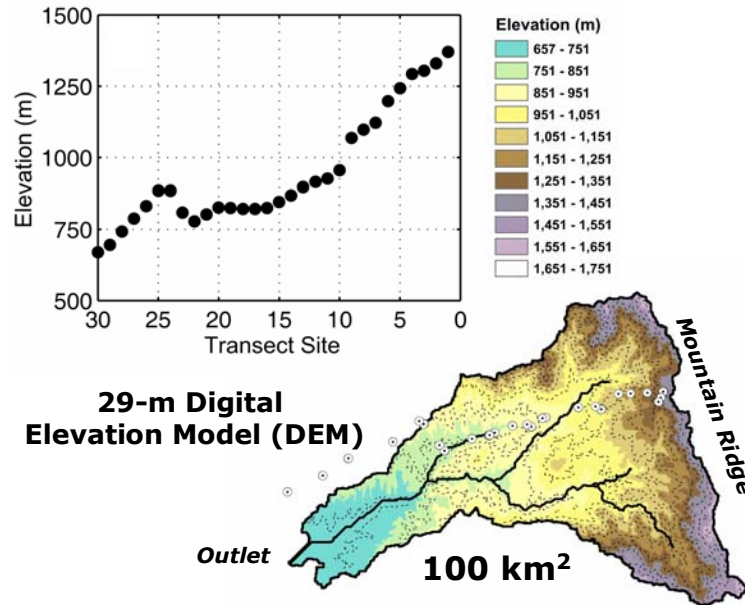 1500
1250
1000
750
500
Elevation (m)
30
25
20
15
10
5
0
Transect Site
Elevation (m)
657 - 751
751 - 851
851 - 951
951 - 1,051
1,051 - 1,151
1,151 - 1,251
1,251 - 1,351
1,351 - 1,451
1,451 - 1,551
1,551 - 1,651
1,651 - 1,751
29-m Digital
Elevation Model (DEM)
Mountain Ridge
Outlet
100 km²